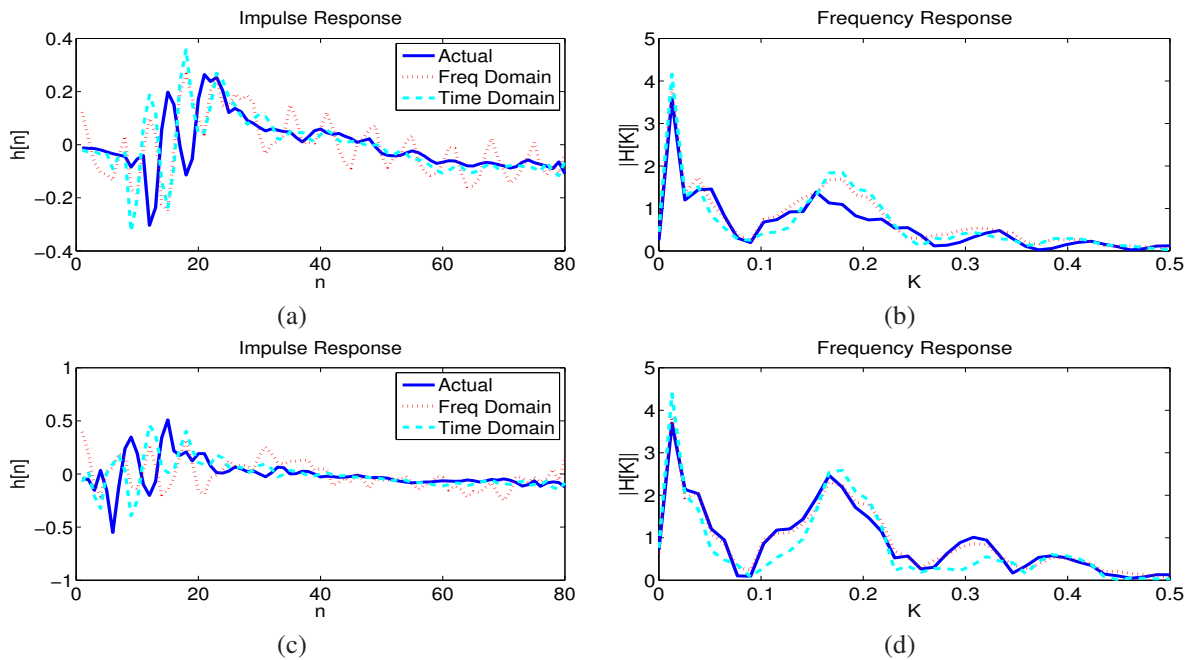 Impulse Response
h[n]
0.4
0.2
0
−0.2
−0.4
0
20
40
60
80
n
Actual
Freq Domain
Time Domain
(a)
Frequency Response
|H[K]|
5
4
3
2
1
0
0
0.1
0.2
0.3
0.4
0.5
K
(b)
Impulse Response
h[n]
1
0.5
0
−0.5
−1
0
20
40
60
80
n
Actual
Freq Domain
Time Domain
(c)
Frequency Response
|H[K]|
5
4
3
2
1
0
0
0.1
0.2
0.3
0.4
0.5
K
(d)